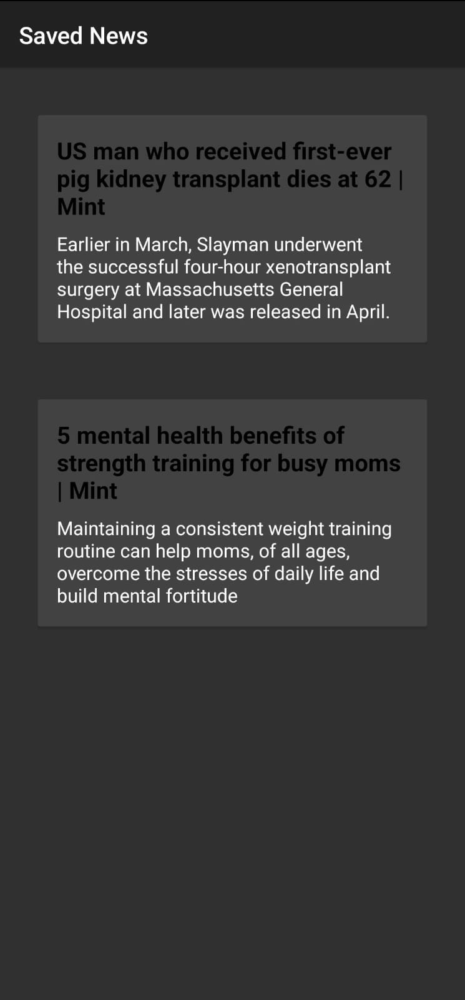 Saved News
US man who received first-ever
pig kidney transplant dies at 62 |
Mint
Earlier in March, Slayman underwent
the successful four-hour xenotransplant
surgery at Massachusetts General
Hospital and later was released in April.
5 mental health benefits of
strength training for busy moms
| Mint
Maintaining a consistent weight training
routine can help moms, of all ages,
overcome the stresses of daily life and
build mental fortitude